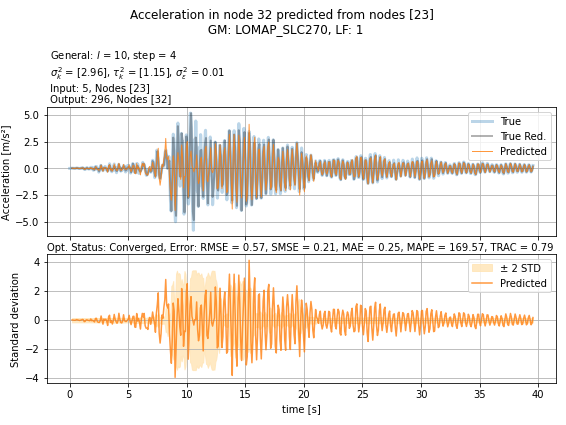 Acceleration in node 32 predicted from nodes [23]
GM: LOMAP_SLC270, LF: 1
General: l = 10, step = 4
σ²ₖ = [2.96], τ²ₖ = [1.15], σ²ᵣ = 0.01
Input: 5, Nodes [23]
Output: 296, Nodes [32]
Acceleration [m/s²]
5.0
2.5
0.0
−2.5
−5.0
True
True Red.
Predicted
Opt. Status: Converged, Error: RMSE = 0.57, SMSE = 0.21, MAE = 0.25, MAPE = 169.57, TRAC = 0.79
Standard deviation
4
2
0
−2
−4
± 2 STD
Predicted
0 5 10 15 20 25 30 35 40
time [s]